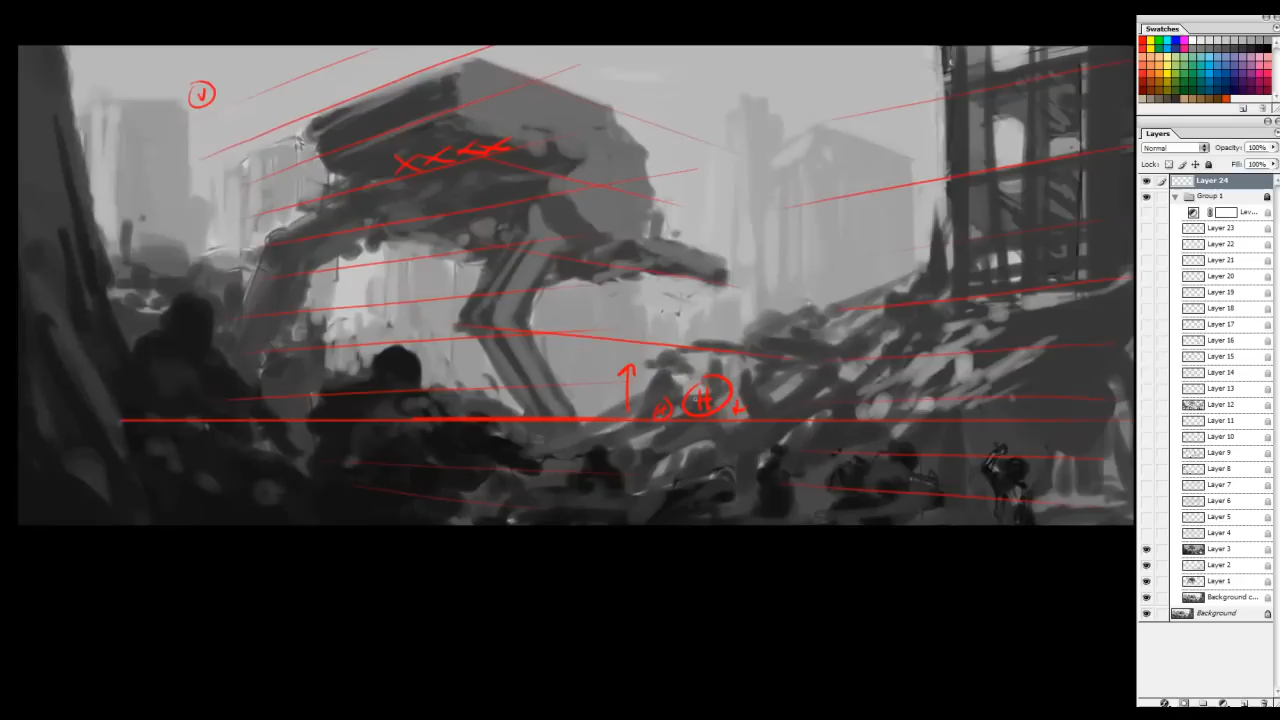 Swatches
Layers
Normal
Opacity: 100%
Lock:
Fill: 100%
Layer 24
Group 1
Lev...
Layer 23
Layer 22
Layer 21
Layer 20
Layer 19
Layer 18
Layer 17
Layer 16
Layer 15
Layer 14
Layer 13
Layer 12
Layer 11
Layer 10
Layer 9
Layer 8
Layer 7
Layer 6
Layer 5
Layer 4
Layer 3
Layer 2
Layer 1
Background c...
Background